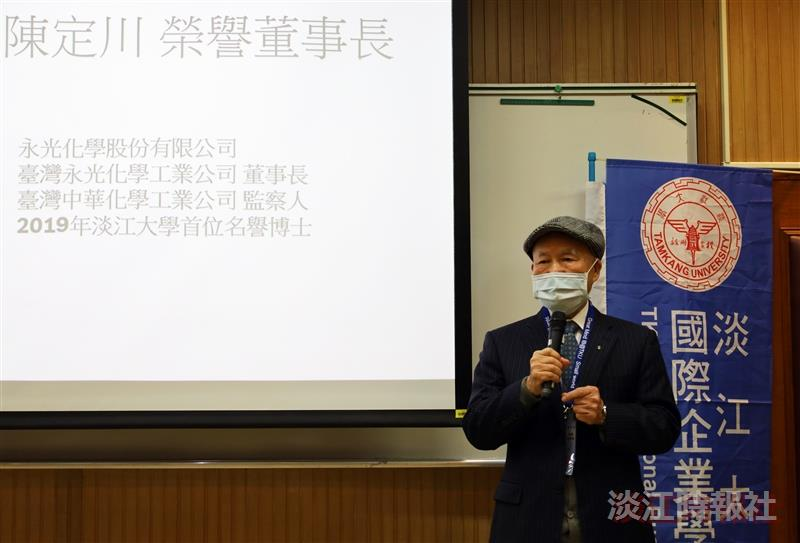 陳定川 榮譽董事長
永光化學股份有限公司
臺灣永光化學工業公司 董事長
臺灣中華化學工業公司 監察人
2019年淡江大學首位名譽博士
TAMKANG UNIVERSITY
淡江大
國際企業學
淡江時報社